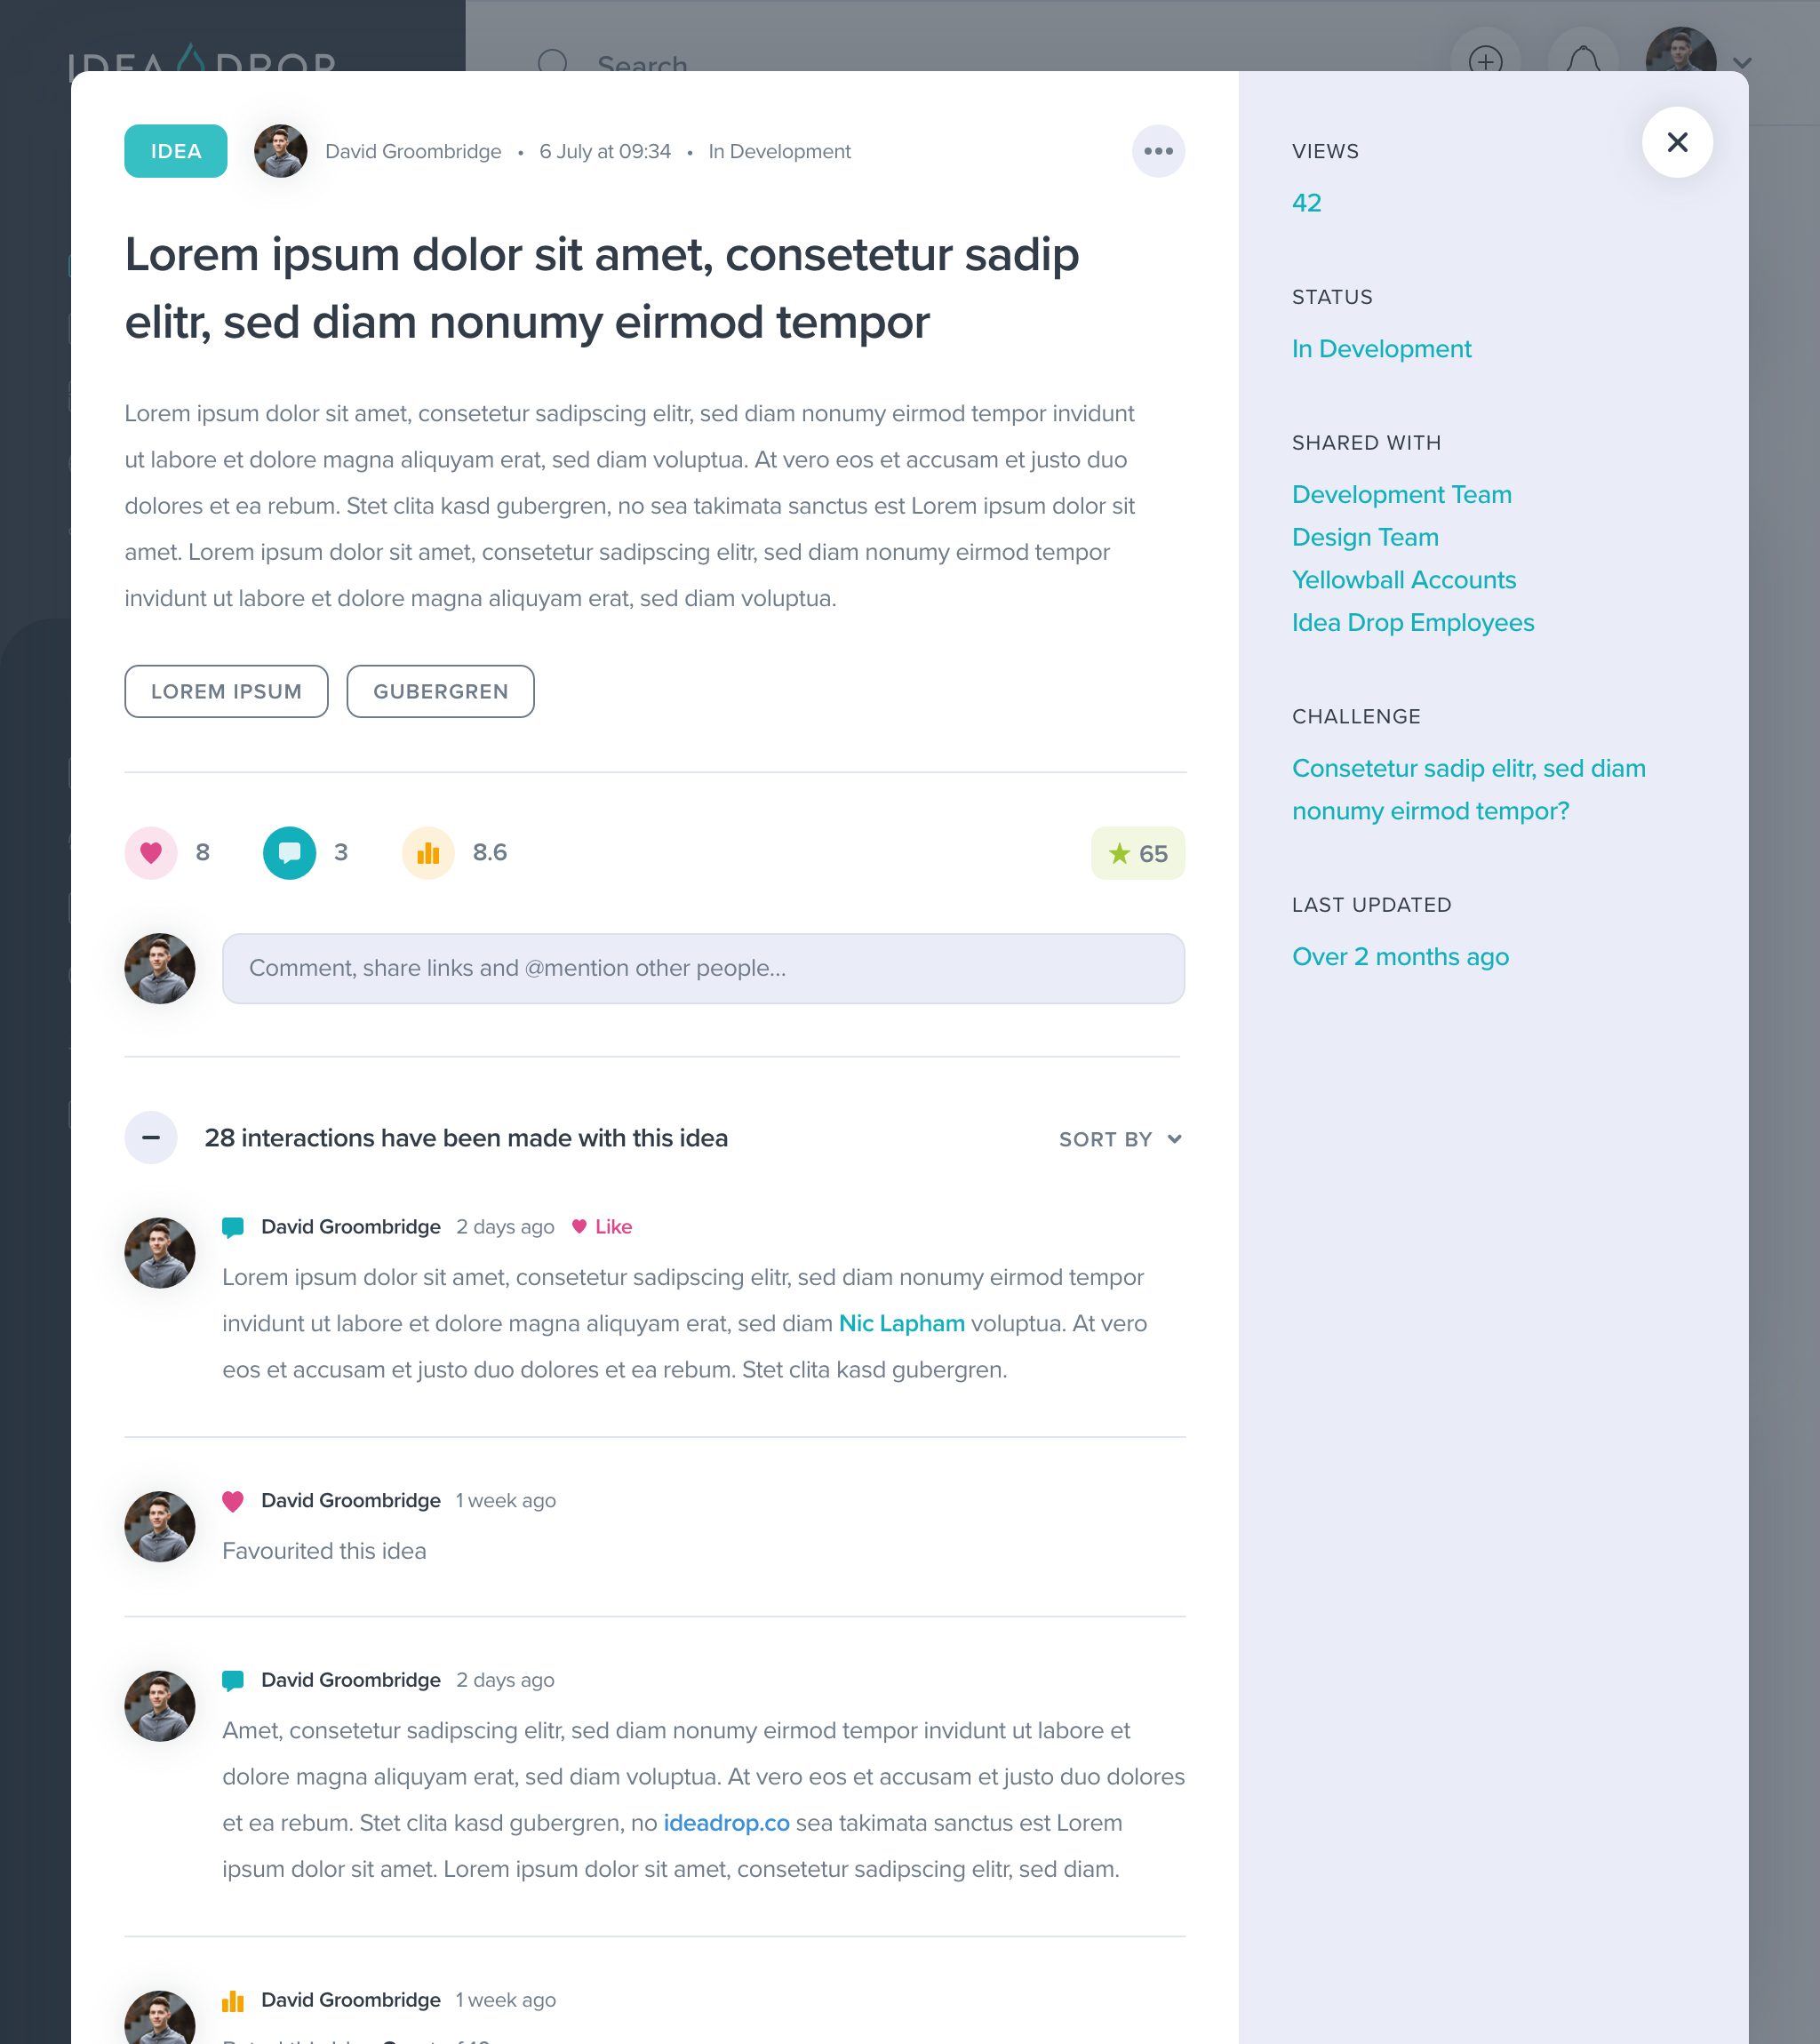 IDEA DROP
Search
IDEA
David Groombridge • 6 July at 09:34 • In Development
Lorem ipsum dolor sit amet, consetetur sadip
elitr, sed diam nonumy eirmod tempor
Lorem ipsum dolor sit amet, consetetur sadipscing elitr, sed diam nonumy eirmod tempor invidunt
ut labore et dolore magna aliquyam erat, sed diam voluptua. At vero eos et accusam et justo duo
dolores et ea rebum. Stet clita kasd gubergren, no sea takimata sanctus est Lorem ipsum dolor sit
amet. Lorem ipsum dolor sit amet, consetetur sadipscing elitr, sed diam nonumy eirmod tempor
invidunt ut labore et dolore magna aliquyam erat, sed diam voluptua.
LOREM IPSUM
GUBERGREN
8
3
8.6
65
Comment, share links and @mention other people...
28 interactions have been made with this idea
SORT BY
David Groombridge 2 days ago Like
Lorem ipsum dolor sit amet, consetetur sadipscing elitr, sed diam nonumy eirmod tempor
invidunt ut labore et dolore magna aliquyam erat, sed diam Nic Lapham voluptua. At vero
eos et accusam et justo duo dolores et ea rebum. Stet clita kasd gubergren.
David Groombridge 1 week ago
Favourited this idea
David Groombridge 2 days ago
Amet, consetetur sadipscing elitr, sed diam nonumy eirmod tempor invidunt ut labore et
dolore magna aliquyam erat, sed diam voluptua. At vero eos et accusam et justo duo dolores
et ea rebum. Stet clita kasd gubergren, no ideadrop.co sea takimata sanctus est Lorem
ipsum dolor sit amet. Lorem ipsum dolor sit amet, consetetur sadipscing elitr, sed diam.
David Groombridge 1 week ago
VIEWS
42
STATUS
In Development
SHARED WITH
Development Team
Design Team
Yellowball Accounts
Idea Drop Employees
CHALLENGE
Consetetur sadip elitr, sed diam
nonumy eirmod tempor?
LAST UPDATED
Over 2 months ago